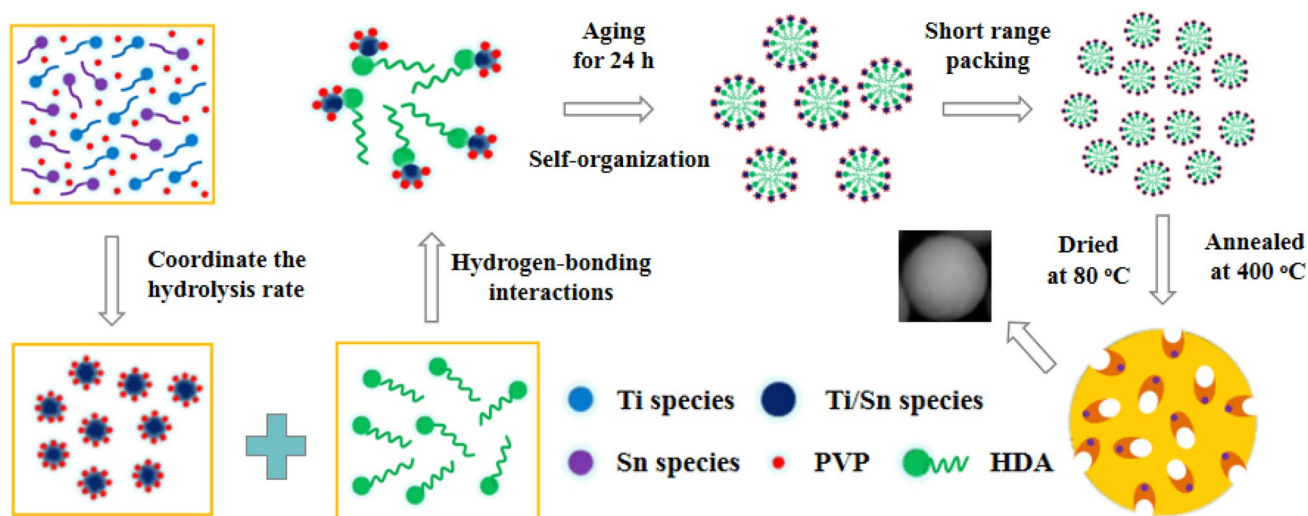 Aging
for 24 h
Self-organization
Short range
packing
Coordinate the
hydrolysis rate
Hydrogen-bonding
interactions
Dried
at 80 °C
Annealed
at 400 °C
Ti species
Ti/Sn species
Sn species
PVP
HDA